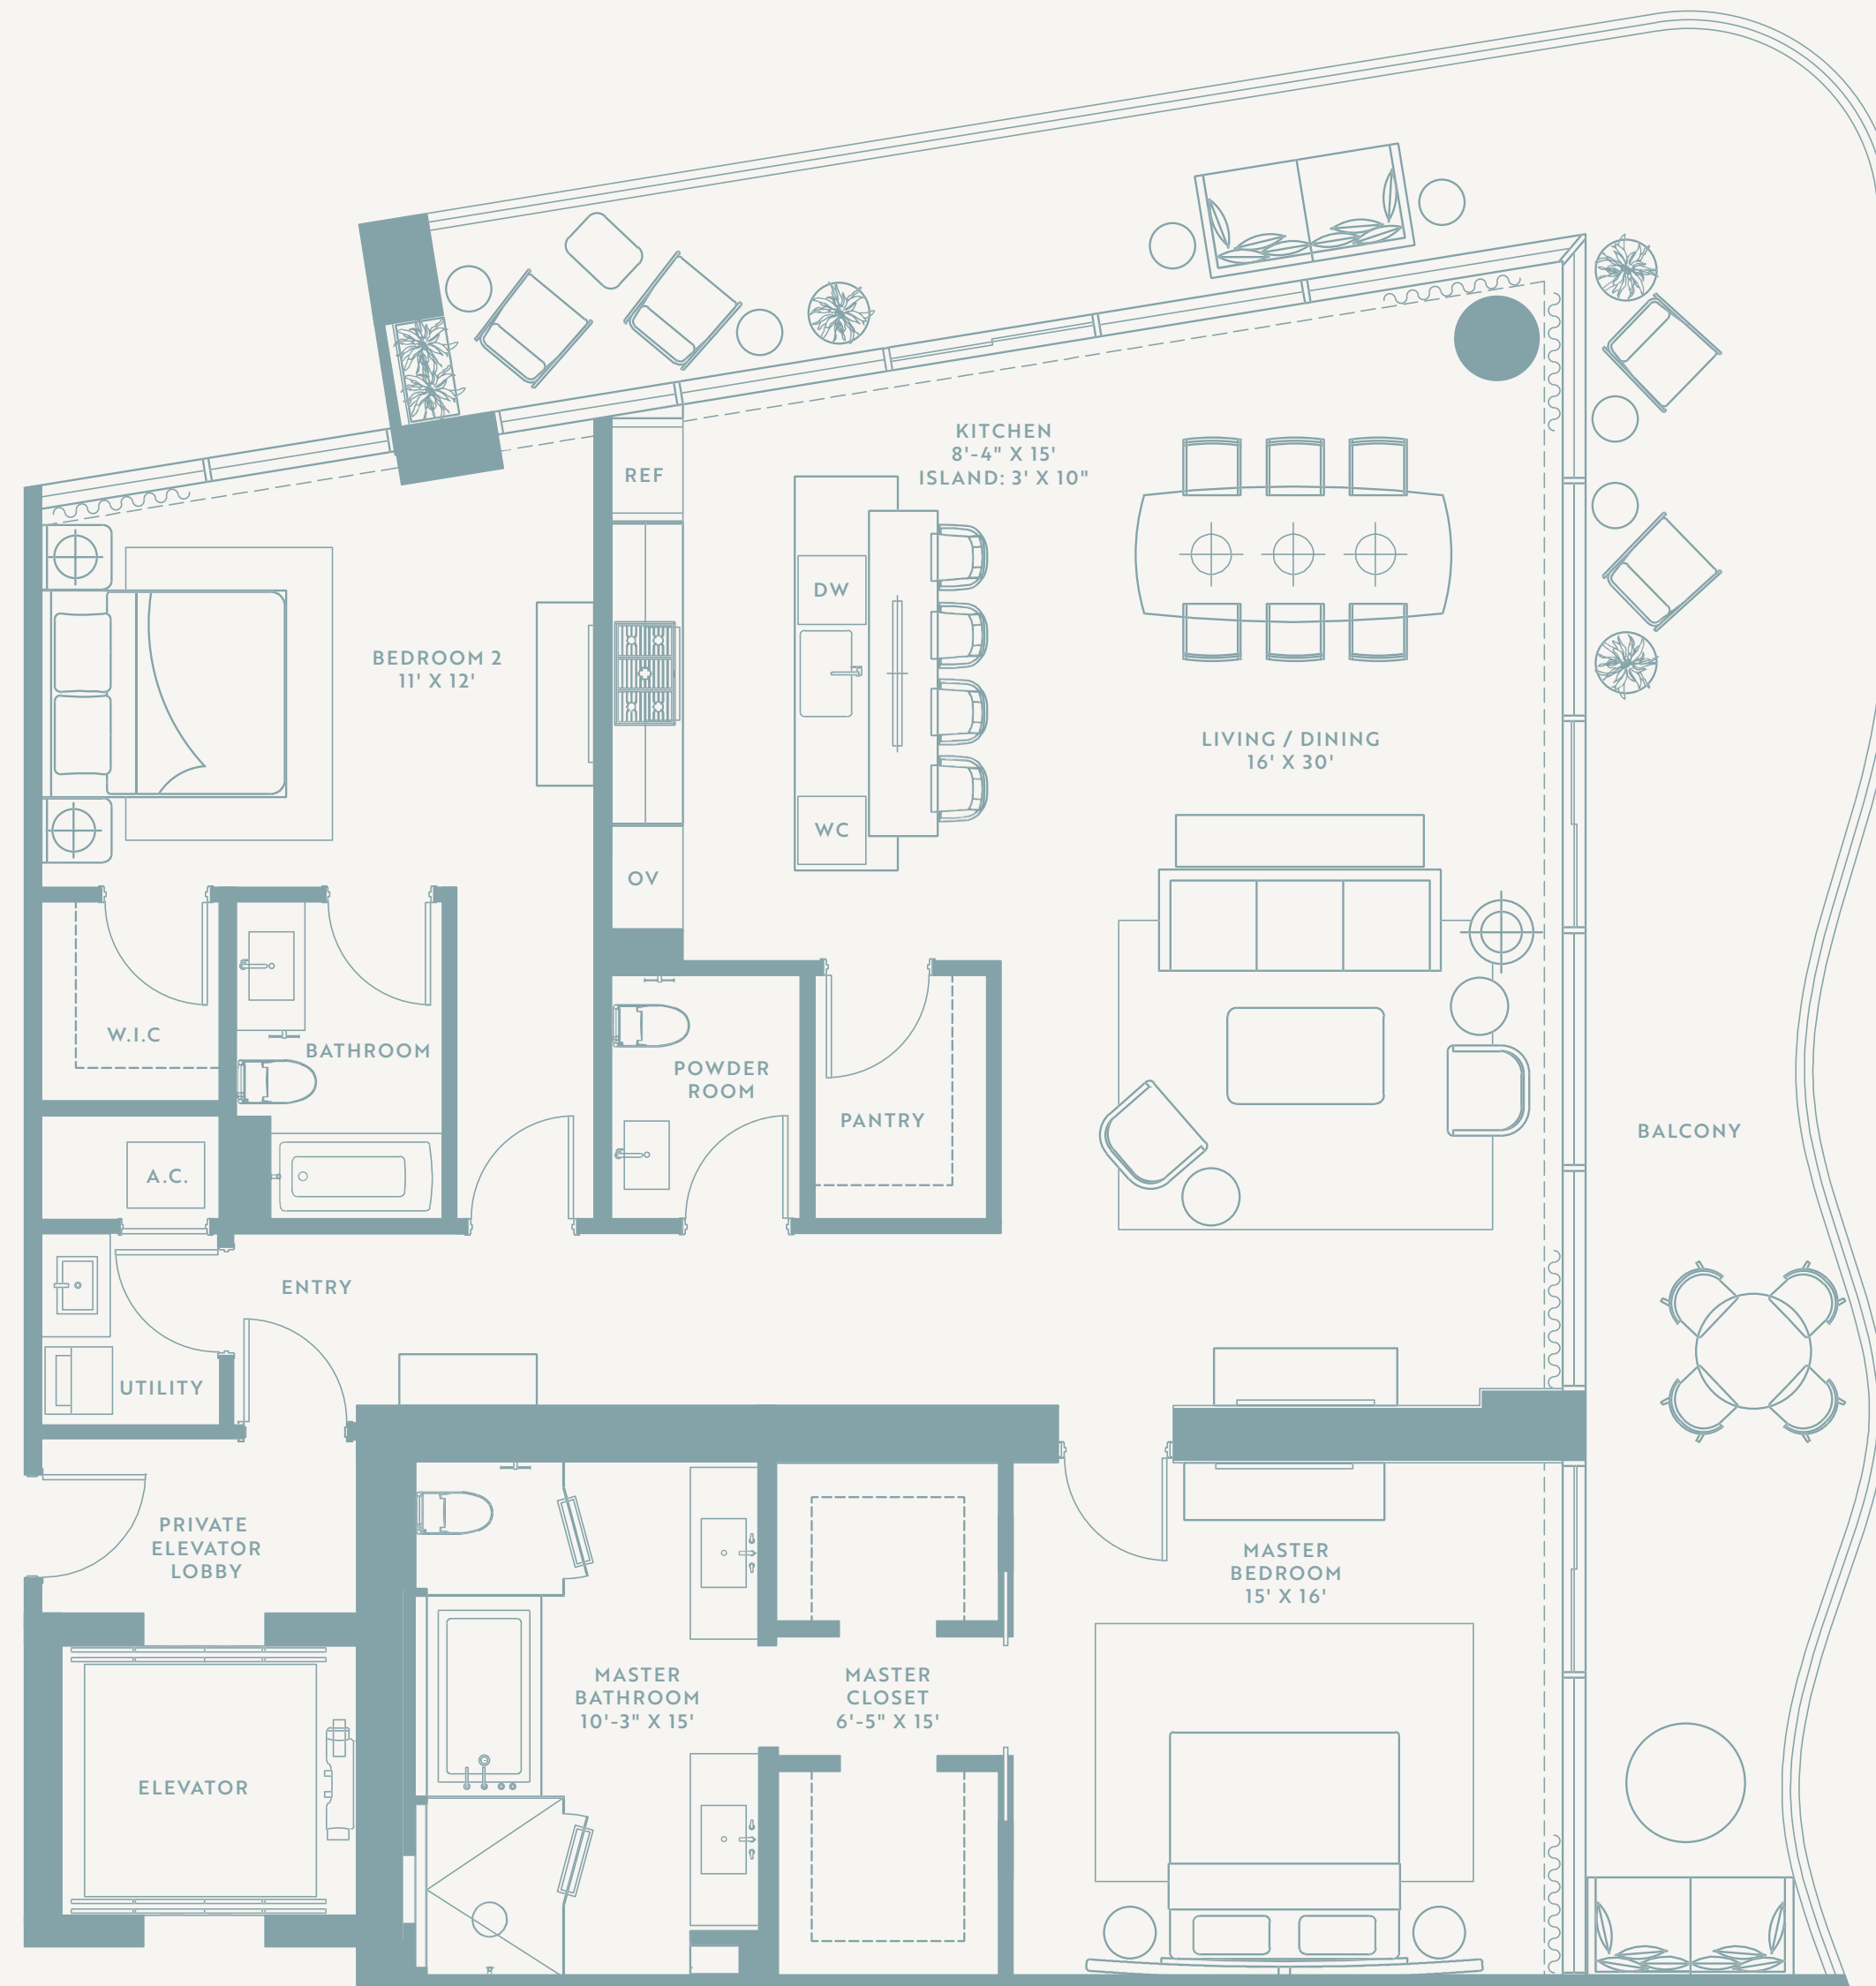 KITCHEN
8'-4" X 15'
ISLAND: 3' X 10"
REF
DW
BEDROOM 2
11' X 12'
LIVING / DINING
16' X 30'
WC
OV
W.I.C
BATHROOM
POWDER
ROOM
PANTRY
BALCONY
A.C.
ENTRY
UTILITY
PRIVATE
ELEVATOR
LOBBY
MASTER
BEDROOM
15' X 16'
MASTER
BATHROOM
10'-3" X 15'
MASTER
CLOSET
6'-5" X 15'
ELEVATOR